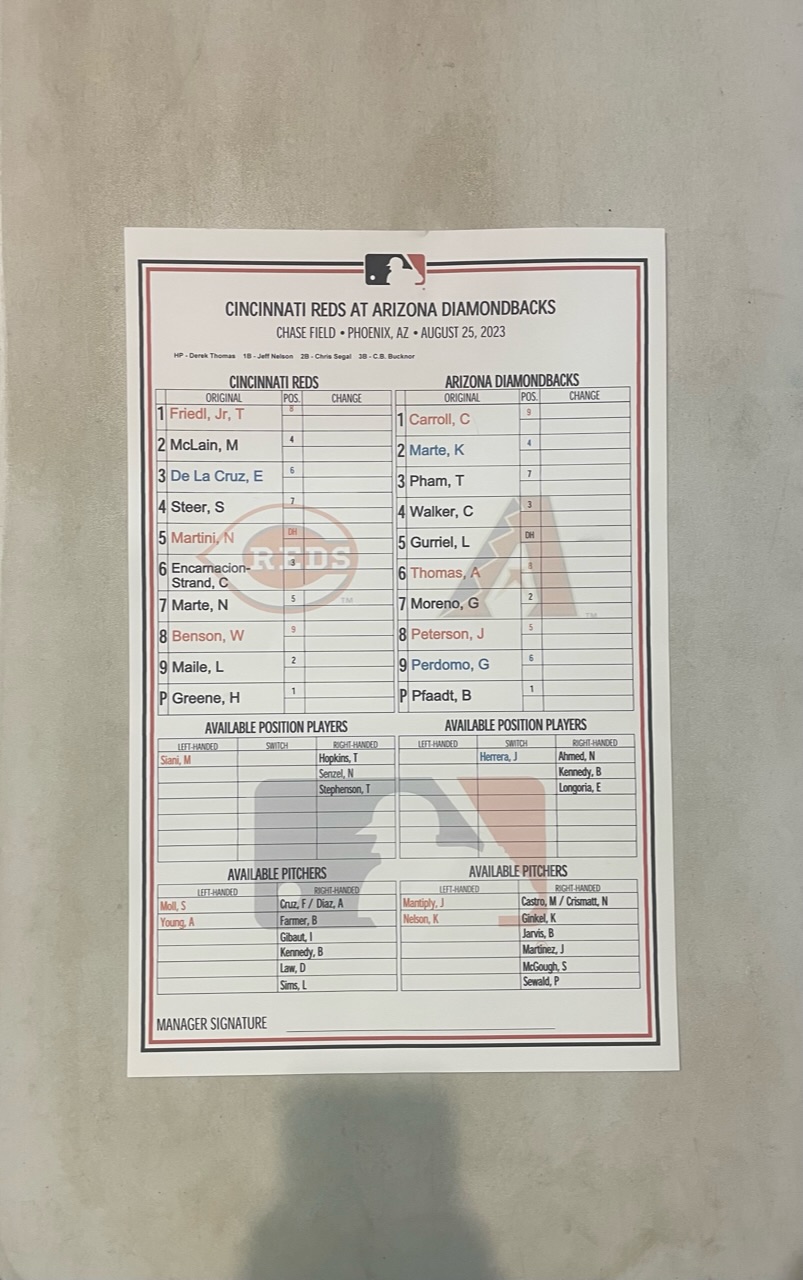 CINCINNATI REDS AT ARIZONA DIAMONDBACKS
CHASE FIELD • PHOENIX, AZ • AUGUST 25, 2023
HP - Derek Thomas 1B - Jeff Nelson 2B - Chris Segal 3B - C.B. Bucknor
CINCINNATI REDS
ORIGINAL POS. CHANGE
1 Friedl, Jr, T 8
2 McLain, M 4
3 De La Cruz, E 6
4 Steer, S 7
5 Martini, N DH
6 Encarnacion- 3
Strand, C
7 Marte, N 5
8 Benson, W 9
9 Maile, L 2
P Greene, H 1
REDS
TM
ARIZONA DIAMONDBACKS
ORIGINAL POS. CHANGE
1 Carroll, C 9
2 Marte, K 4
3 Pham, T 7
4 Walker, C 3
5 Gurriel, L DH
6 Thomas, A 8
7 Moreno, G 2
8 Peterson, J 5
9 Perdomo, G 6
P Pfaadt, B 1
TM
AVAILABLE POSITION PLAYERS
LEFT-HANDED SWITCH RIGHT-HANDED
Siani, M Hopkins, T
Senzel, N
Stephenson, T
AVAILABLE POSITION PLAYERS
LEFT-HANDED SWITCH RIGHT-HANDED
Herrera, J Ahmed, N
Kennedy, B
Longoria, E
AVAILABLE PITCHERS
LEFT-HANDED RIGHT-HANDED
Moll, S Cruz, F / Diaz, A
Young, A Farmer, B
Gibaut, I
Kennedy, B
Law, D
Sims, L
AVAILABLE PITCHERS
LEFT-HANDED RIGHT-HANDED
Mantiply, J Castro, M / Crismatt, N
Nelson, K Ginkel, K
Jarvis, B
Martinez, J
McGough, S
Sewald, P
MANAGER SIGNATURE